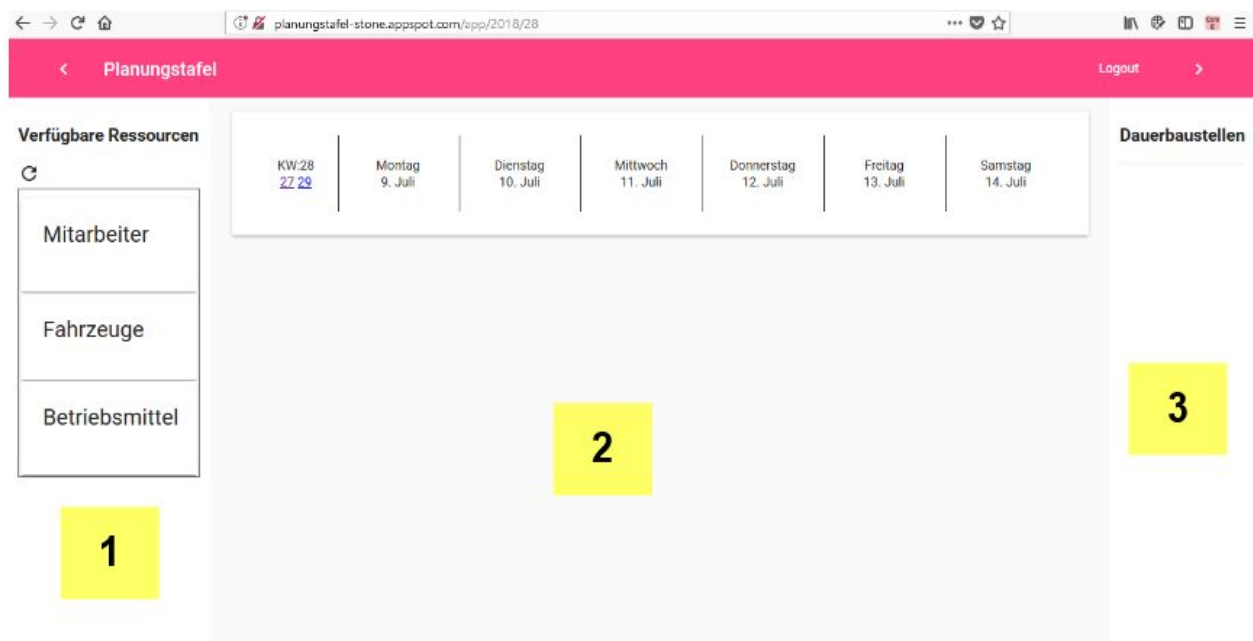 planungstafel-stone.appspot.com/app/2018/28
Planungstafel
Logout
Verfügbare Ressourcen
Mitarbeiter
Fahrzeuge
Betriebsmittel
1
KW:28
27 29
Montag
9. Juli
Dienstag
10. Juli
Mittwoch
11. Juli
Donnerstag
12. Juli
Freitag
13. Juli
Samstag
14. Juli
2
Dauerbaustellen
3